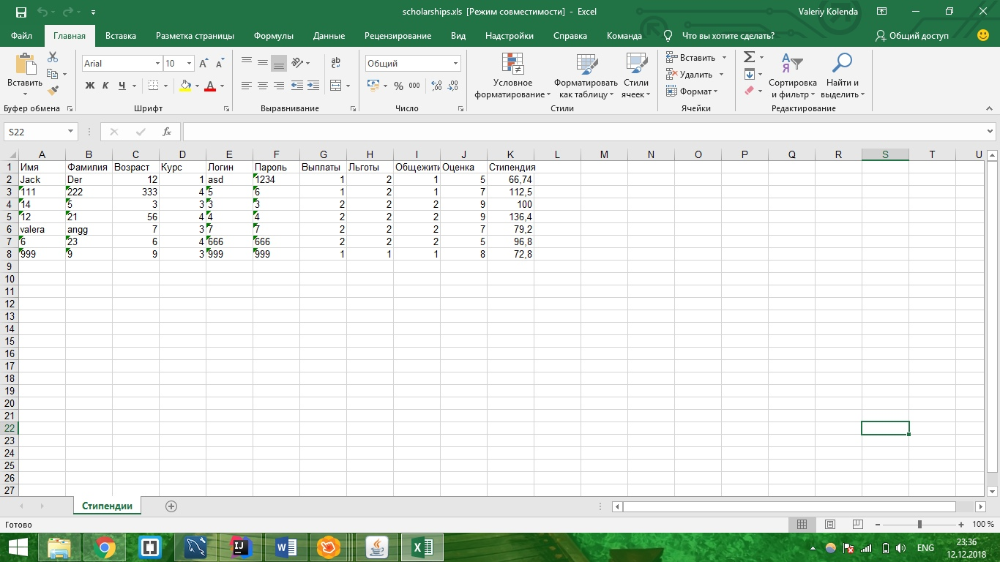 scholarships.xls [Режим совместимости] - Excel
Valeriy Kolenda
Файл Главная Вставка Разметка страницы Формулы Данные Рецензирование Вид Надстройки Справка Команда Что вы хотите сделать? Общий доступ
Arial 10 Общий
Вставить Условное форматирование Форматировать как таблицу Стили ячеек Вставить Удалить Формат Сортировка и фильтр Найти и выделить
Ж К Ч А % 000
Буфер обмена Шрифт Выравнивание Число Стили Ячейки Редактирование
S22 fx
A B C D E F G H I J K L M N O P Q R S T U
1 Имя Фамилия Возраст Курс Логин Пароль Выплаты Льготы Общежити Оценка Стипендия
2 Jack Der 12 1 asd 1234 1 2 1 5 66,74
3 111 222 333 4 5 6 1 2 1 7 112,5
4 14 5 3 3 3 3 2 2 2 9 100
5 12 21 56 4 4 4 2 2 2 9 136,4
6 valera angg 7 3 7 7 2 2 2 7 79,2
7 6 23 6 4 666 666 2 2 2 5 96,8
8 999 9 9 3 999 999 1 1 1 8 72,8
9
10
11
12
13
14
15
16
17
18
19
20
21
22
23
24
25
26
27
Стипендии
Готово 100 %
ENG 23:36
12.12.2018